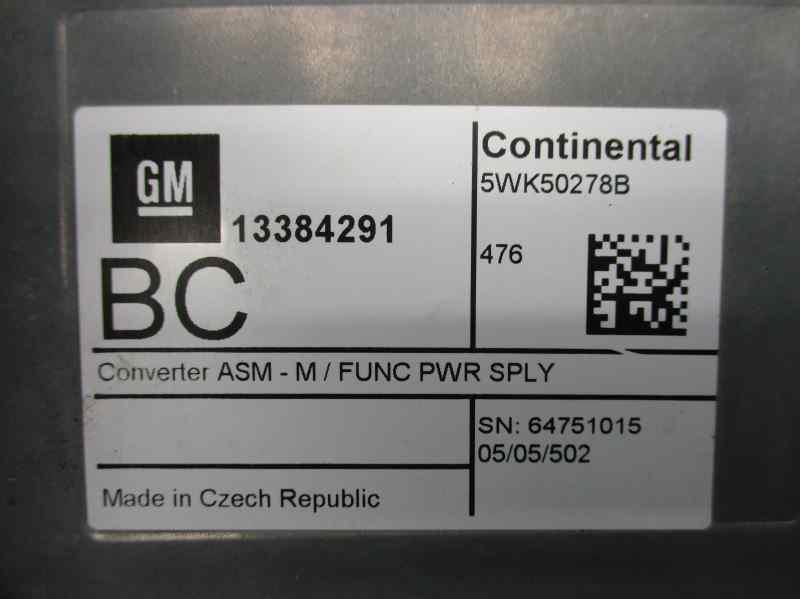 GM
13384291
BC
Continental
5WK50278B
476
Converter ASM - M / FUNC PWR SPLY
SN: 64751015
05/05/502
Made in Czech Republic